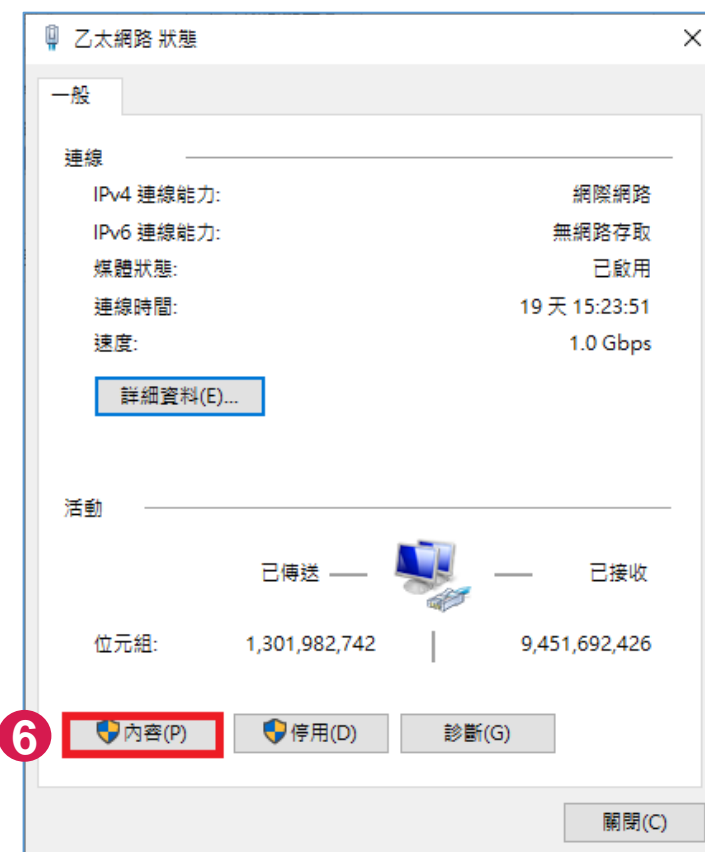 乙太網路 狀態
一般
連線
IPv4 連線能力: 網際網路
IPv6 連線能力: 無網路存取
媒體狀態: 已啟用
連線時間: 19 天 15:23:51
速度: 1.0 Gbps
詳細資料(E)...
活動
已傳送 已接收
位元組: 1,301,982,742 9,451,692,426
6 內容(P) 停用(D) 診斷(G)
關閉(C)